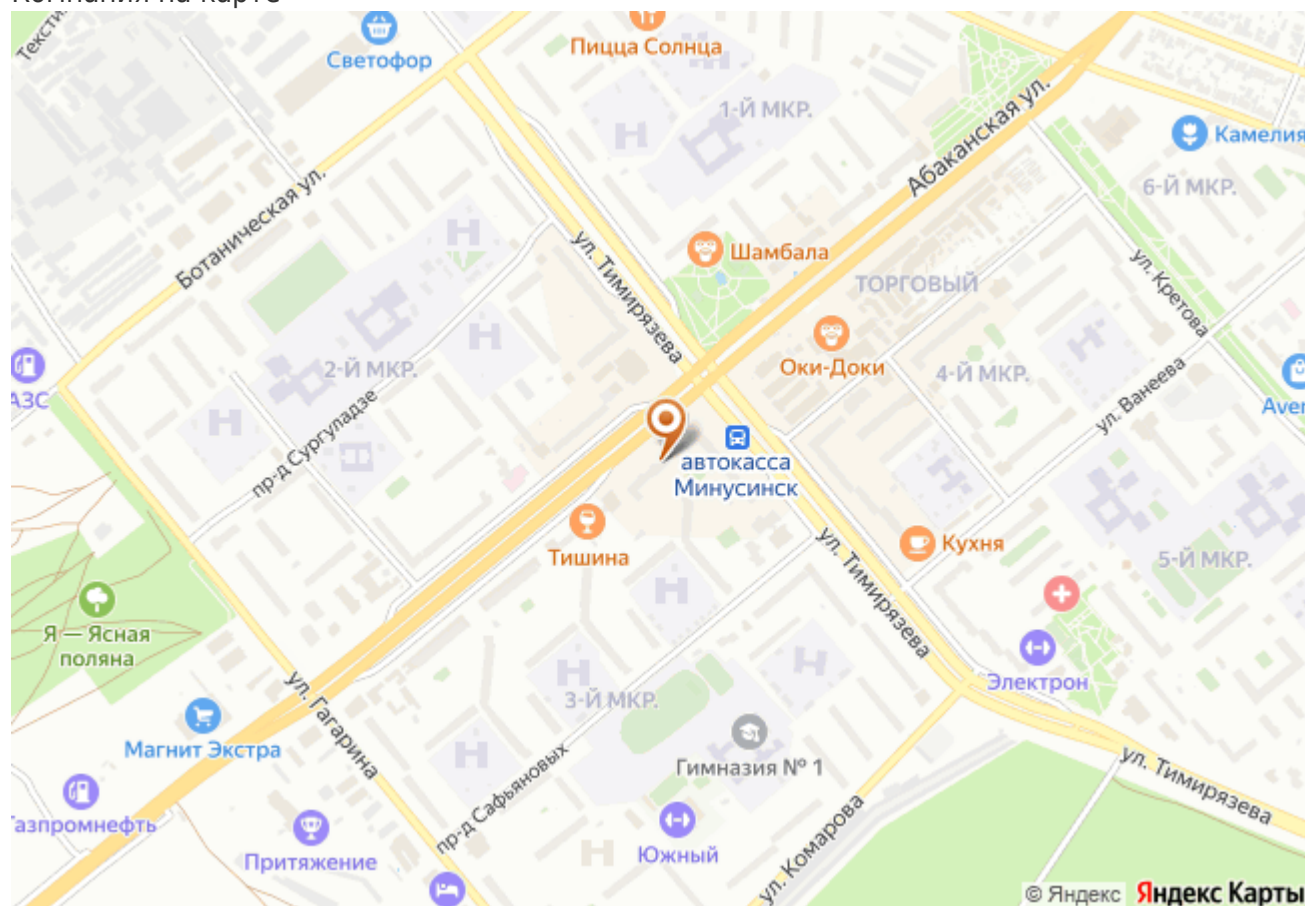 Светофор
Пицца Солнца
1-Й МКР.
Абаканская ул.
Камелия
6-Й МКР.
Ботаническая ул.
ул. Тимирязева
Шамбала
ТОРГОВЫЙ
ул. Кретова
2-Й МКР.
Оки-Доки
4-Й МКР.
АЗС
ул. Ванеева
пр-д Сургуладзе
автокасса
Минусинск
Тишина
ул. Тимирязева
Кухня
5-Й МКР.
Я — Ясная
поляна
Электрон
ул. Гагарина
3-Й МКР.
Магнит Экстра
Гимназия № 1
ул. Тимирязева
пр-д Сафьяновых
азпромнефть
Притяжение
Южный
ул. Комарова
© Яндекс Яндекс Карты